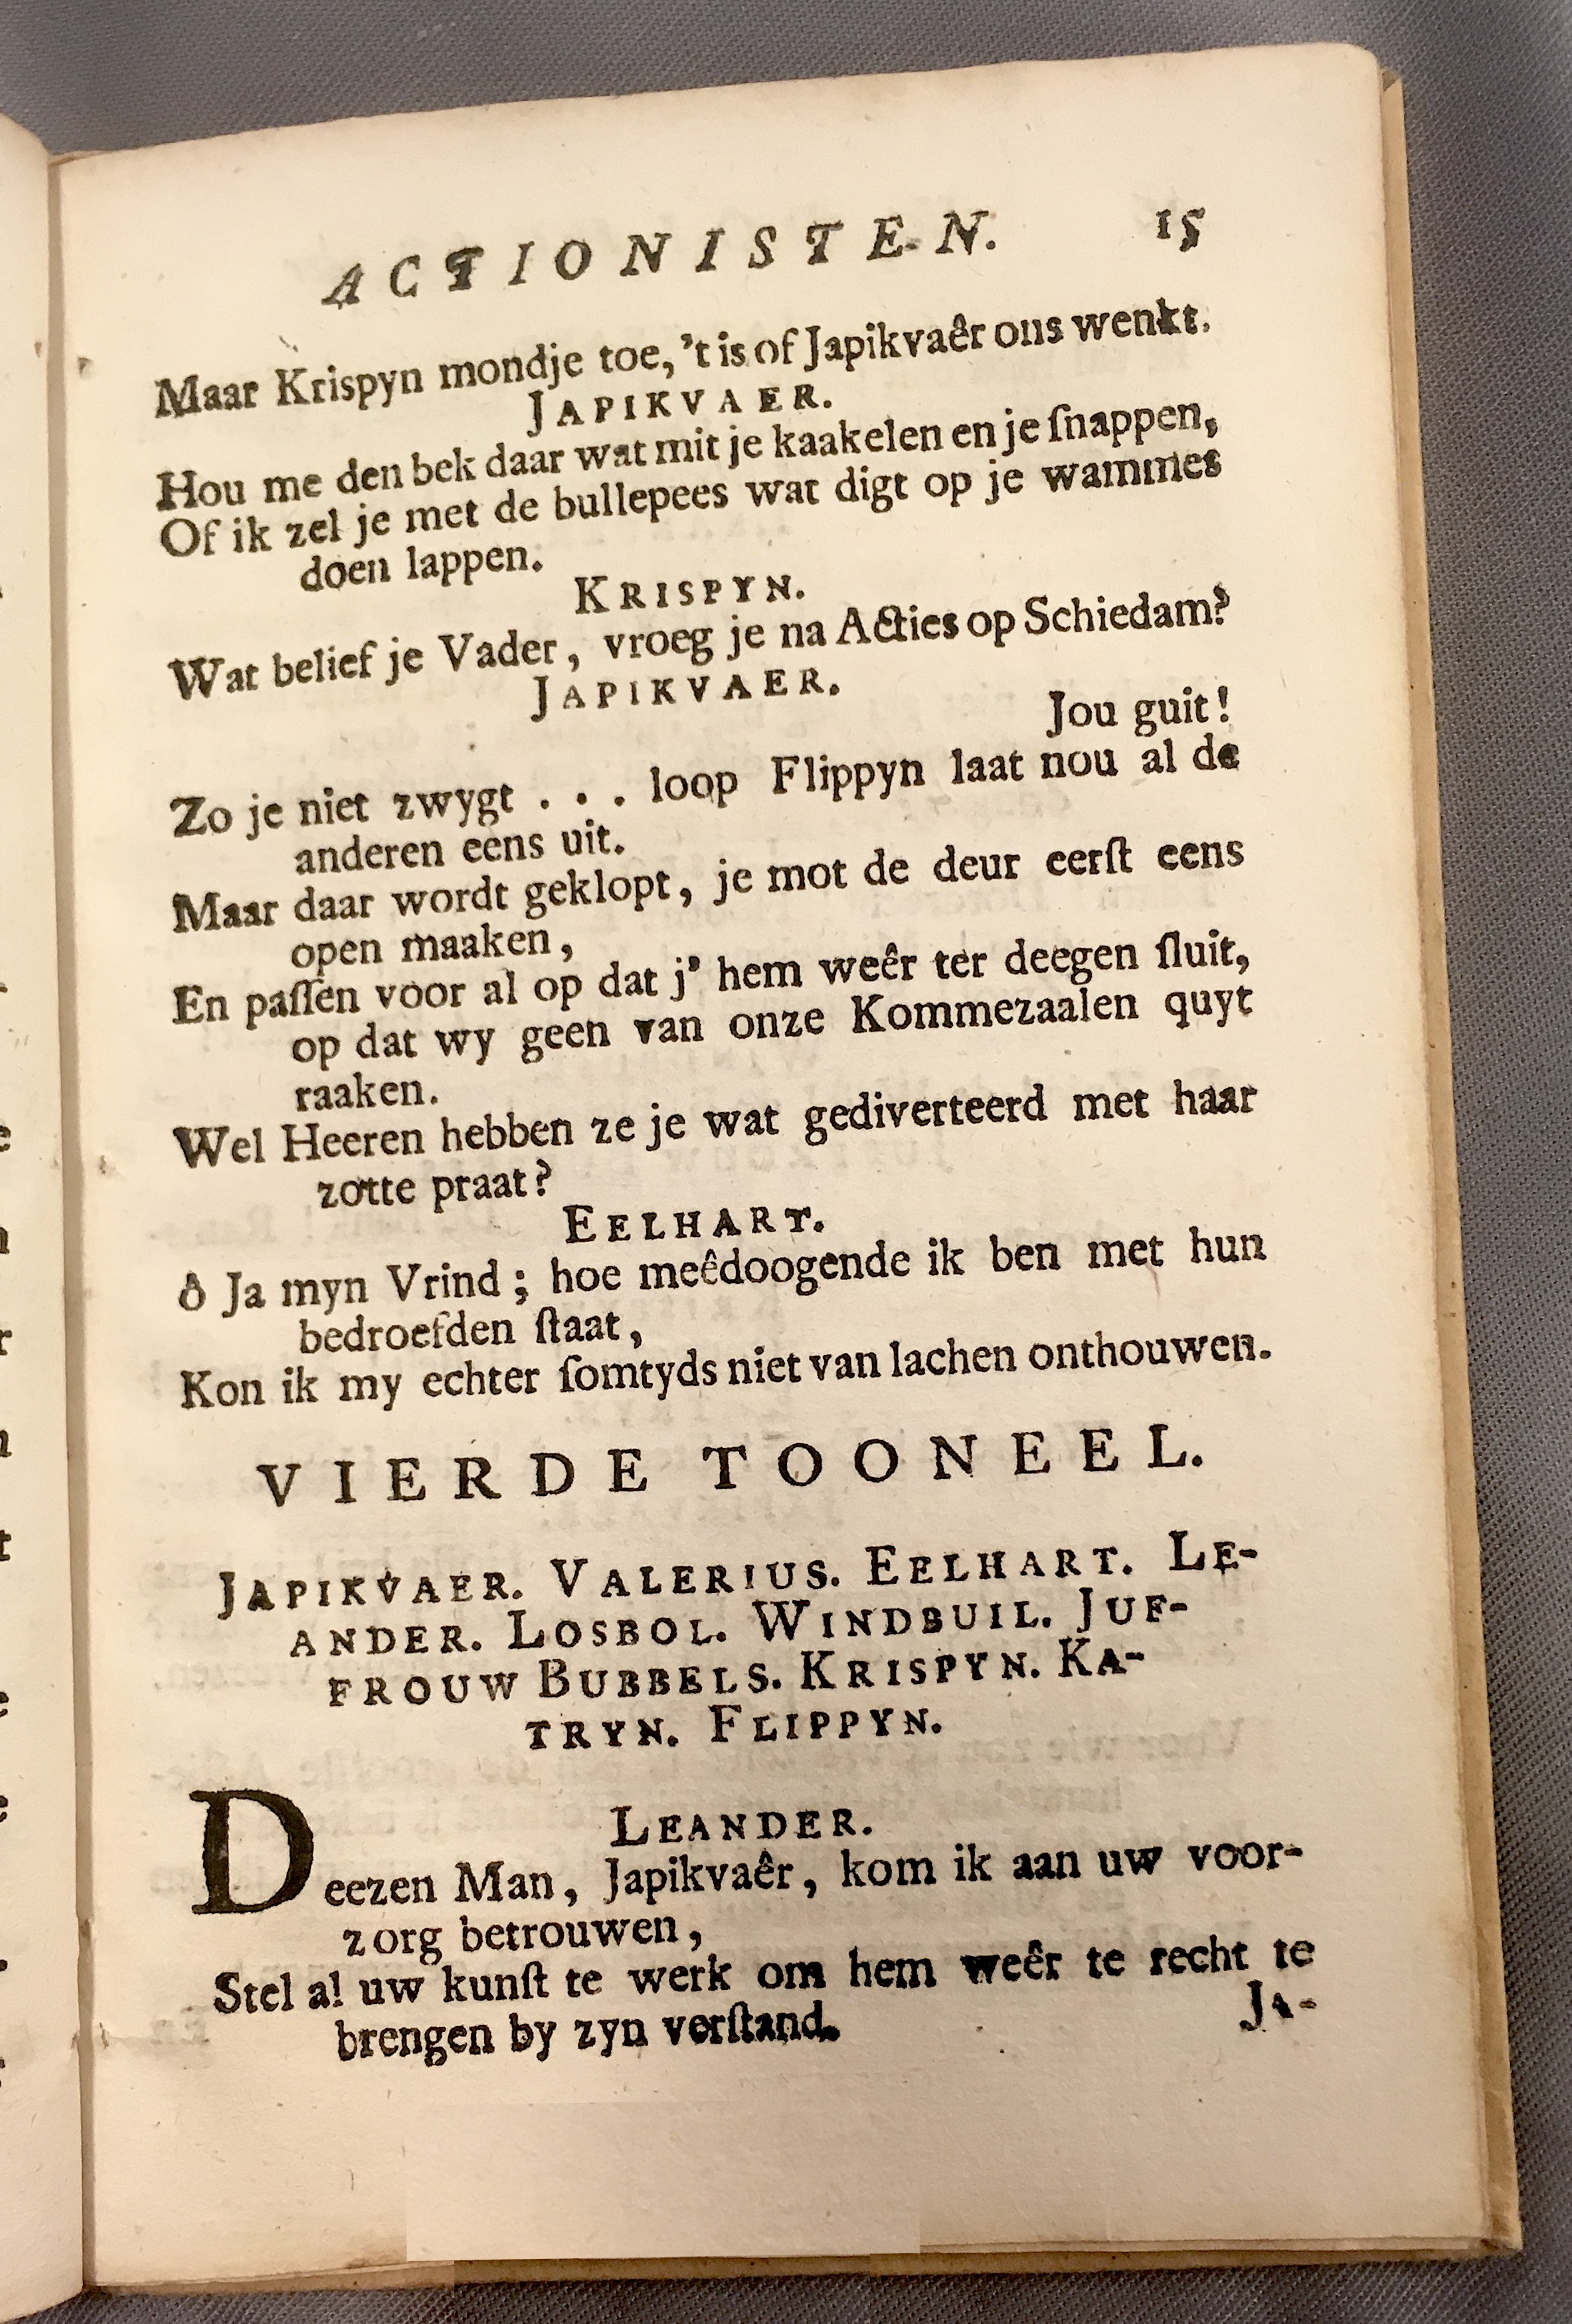 ACTIONISTEN. 15
Maar Krispyn mondje toe, 't is of Japikvaêr ons wenkt.
JAPIKVAER.
Hou me den bek daar wat mit je kaakelen en je ſnappen,
Of ik zel je met de bullepees wat digt op je wammes
doen lappen.
KRISPYN.
Wat belief je Vader, vroeg je na Acties op Schiedam?
JAPIKVAER.
Jou guit!
Zo je niet zwygt . . . loop Flippyn laat nou al de
anderen eens uit.
Maar daar wordt geklopt, je mot de deur eerſt eens
open maaken,
En paſſen voor al op dat j' hem weêr ter deegen ſluit,
op dat wy geen van onze Kommezaalen quyt
raaken.
Wel Heeren hebben ze je wat gediverteerd met haar
zotte praat?
EELHART.
ô Ja myn Vrind; hoe meêdoogende ik ben met hun
bedroefden ſtaat,
Kon ik my echter ſomtyds niet van lachen onthouwen.
VIERDE TOONEEL.
JAPIKVAER. VALERIUS. EELHART. LE-
ANDER. LOSBOL. WINDBUIL. JUF-
FROUW BUBBELS. KRISPYN. KA-
TRYN. FLIPPYN.
LEANDER.
Deezen Man, Japikvaêr, kom ik aan uw voor-
zorg betrouwen,
Stel al uw kunſt te werk om hem weêr te recht te
brengen by zyn verſtand.
JA-